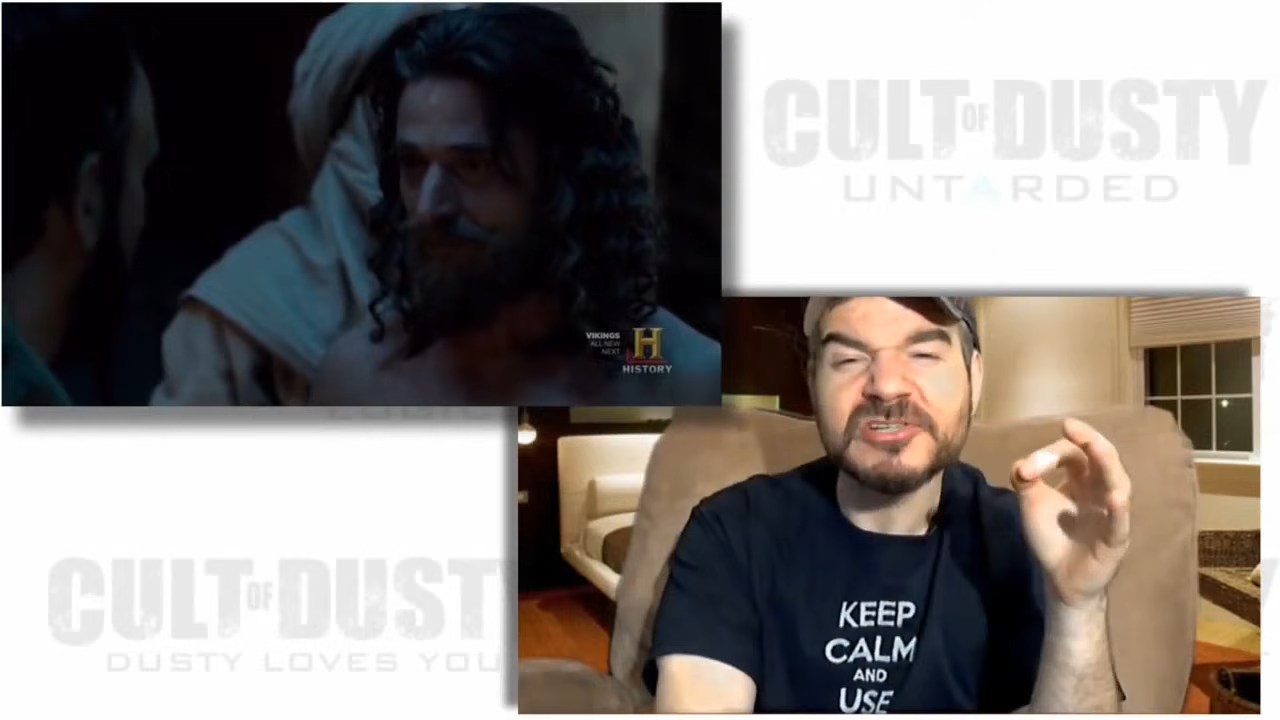 CULT OF DUSTY
UNTARDED
VIKINGS
ALL NEW
NEXT
H
HISTORY
KEEP
CALM
AND
USE
CULT OF DUSTY
DUSTY LOVES YOU